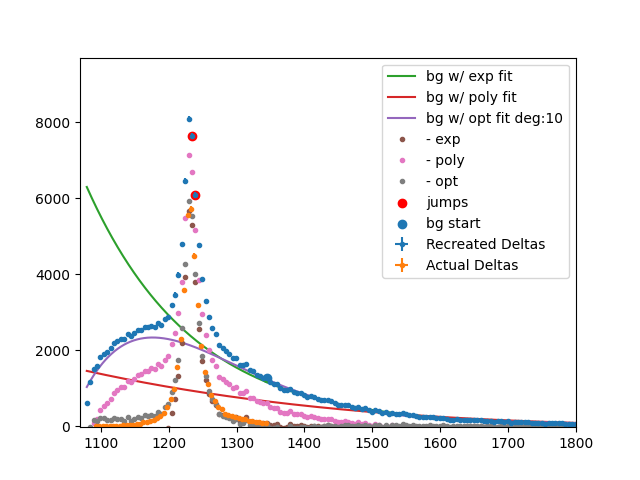 bg w/ exp fit
bg w/ poly fit
bg w/ opt fit deg:10
- exp
- poly
- opt
jumps
bg start
Recreated Deltas
Actual Deltas
8000
6000
4000
2000
0
1100 1200 1300 1400 1500 1600 1700 1800